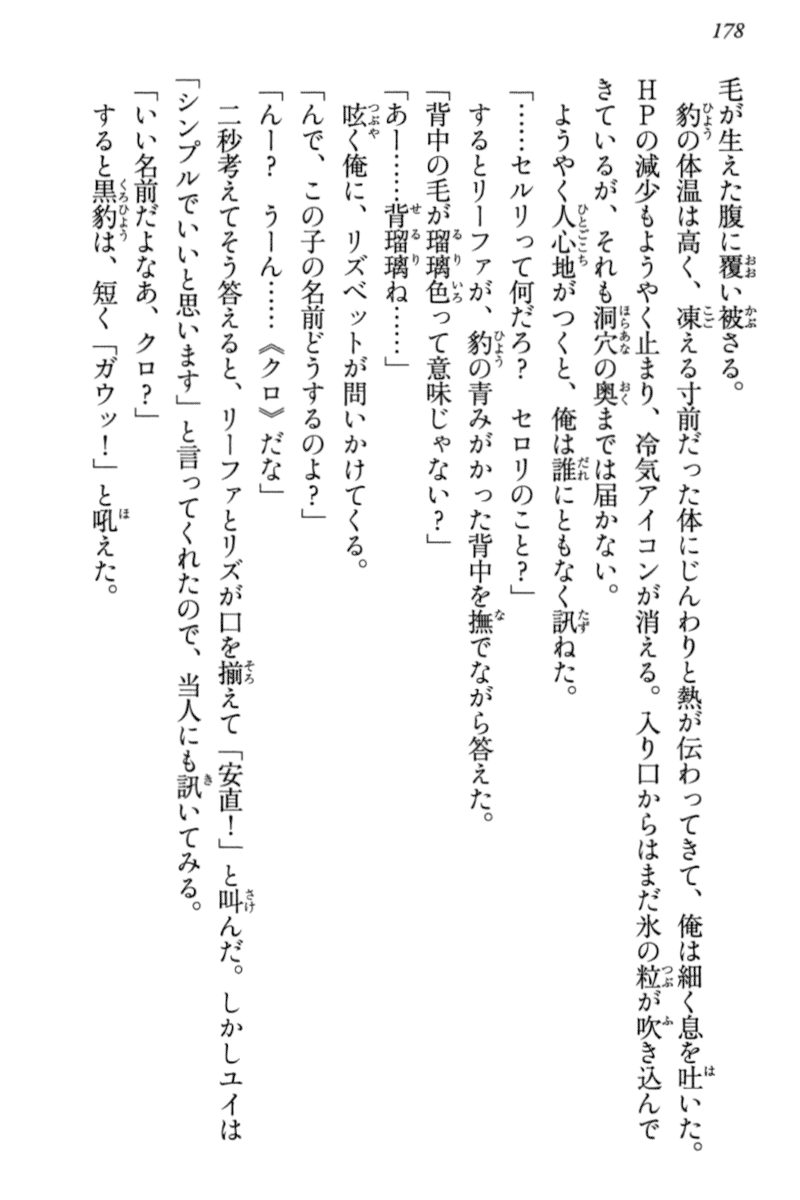 178
毛が生えた腹に覆い被さる。
豹の体温は高く、凍える寸前だった体にじんわりと熱が伝わってきて、俺は細く息を吐いた。
HPの減少もようやく止まり、冷気アイコンが消える。入り口からはまだ氷の粒が吹き込んで
きているが、それも洞穴の奥までは届かない。
ようやく人心地がつくと、俺は誰にともなく訊ねた。
「……セルリって何だろ？　セロリのこと？」
するとリーファが、豹の青みがかった背中を撫でながら答えた。
「背中の毛が瑠璃色って意味じゃない？」
「あー……背瑠璃ね……」
呟く俺に、リズベットが問いかけてくる。
「んで、この子の名前どうするのよ？」
「んー？　うーん……《クロ》だな」
二秒考えてそう答えると、リーファとリズが口を揃えて「安直！」と叫んだ。しかしユイは
「シンプルでいいと思います」と言ってくれたので、当人にも訊いてみる。
「いい名前だよなあ、クロ？」
すると黒豹は、短く「ガウッ！」と吼えた。